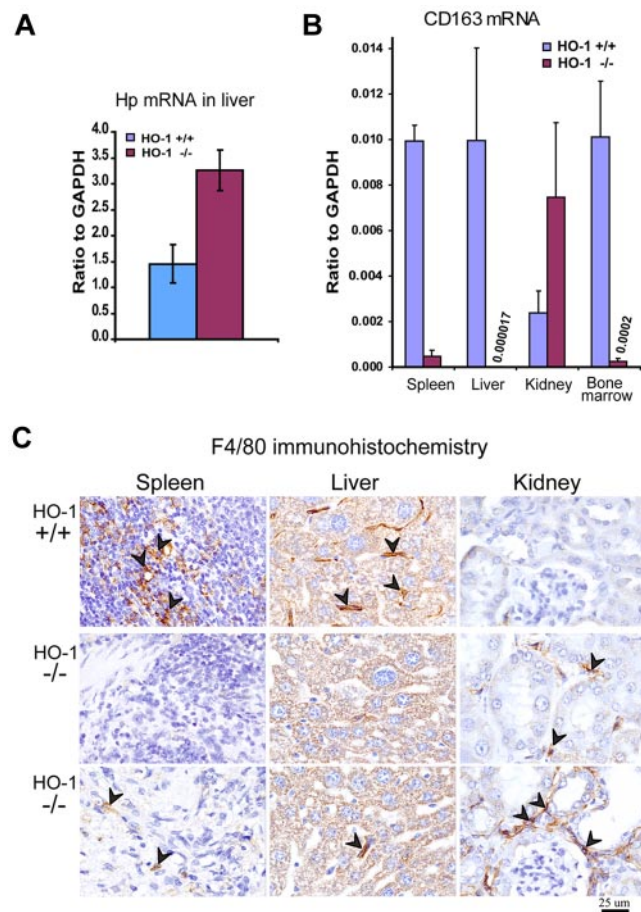 A
Hp mRNA in liver
HO-1 +/+
HO-1 -/-
Ratio to GAPDH
4.0
3.5
3.0
2.5
2.0
1.5
1.0
0.5
0.0
B
CD163 mRNA
HO-1 +/+
HO-1 -/-
Ratio to GAPDH
0.014
0.012
0.010
0.008
0.006
0.004
0.002
0.000
0.000017
0.0002
Spleen Liver Kidney Bone
marrow
C
F4/80 immunohistochemistry
Spleen Liver Kidney
HO-1
+/+
HO-1
-/-
HO-1
-/-
25 um